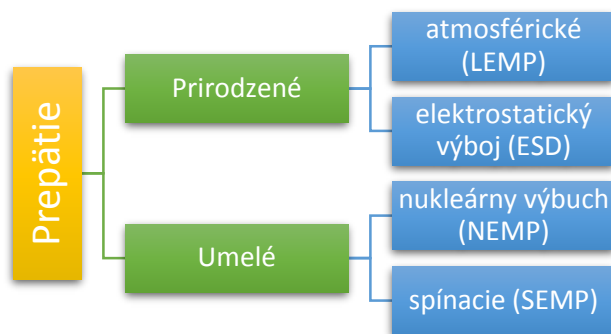 Prepätie
Prirodzené
atmosférické
(LEMP)
elektrostatický
výboj (ESD)
Umelé
nukleárny výbuch
(NEMP)
spínacie (SEMP)